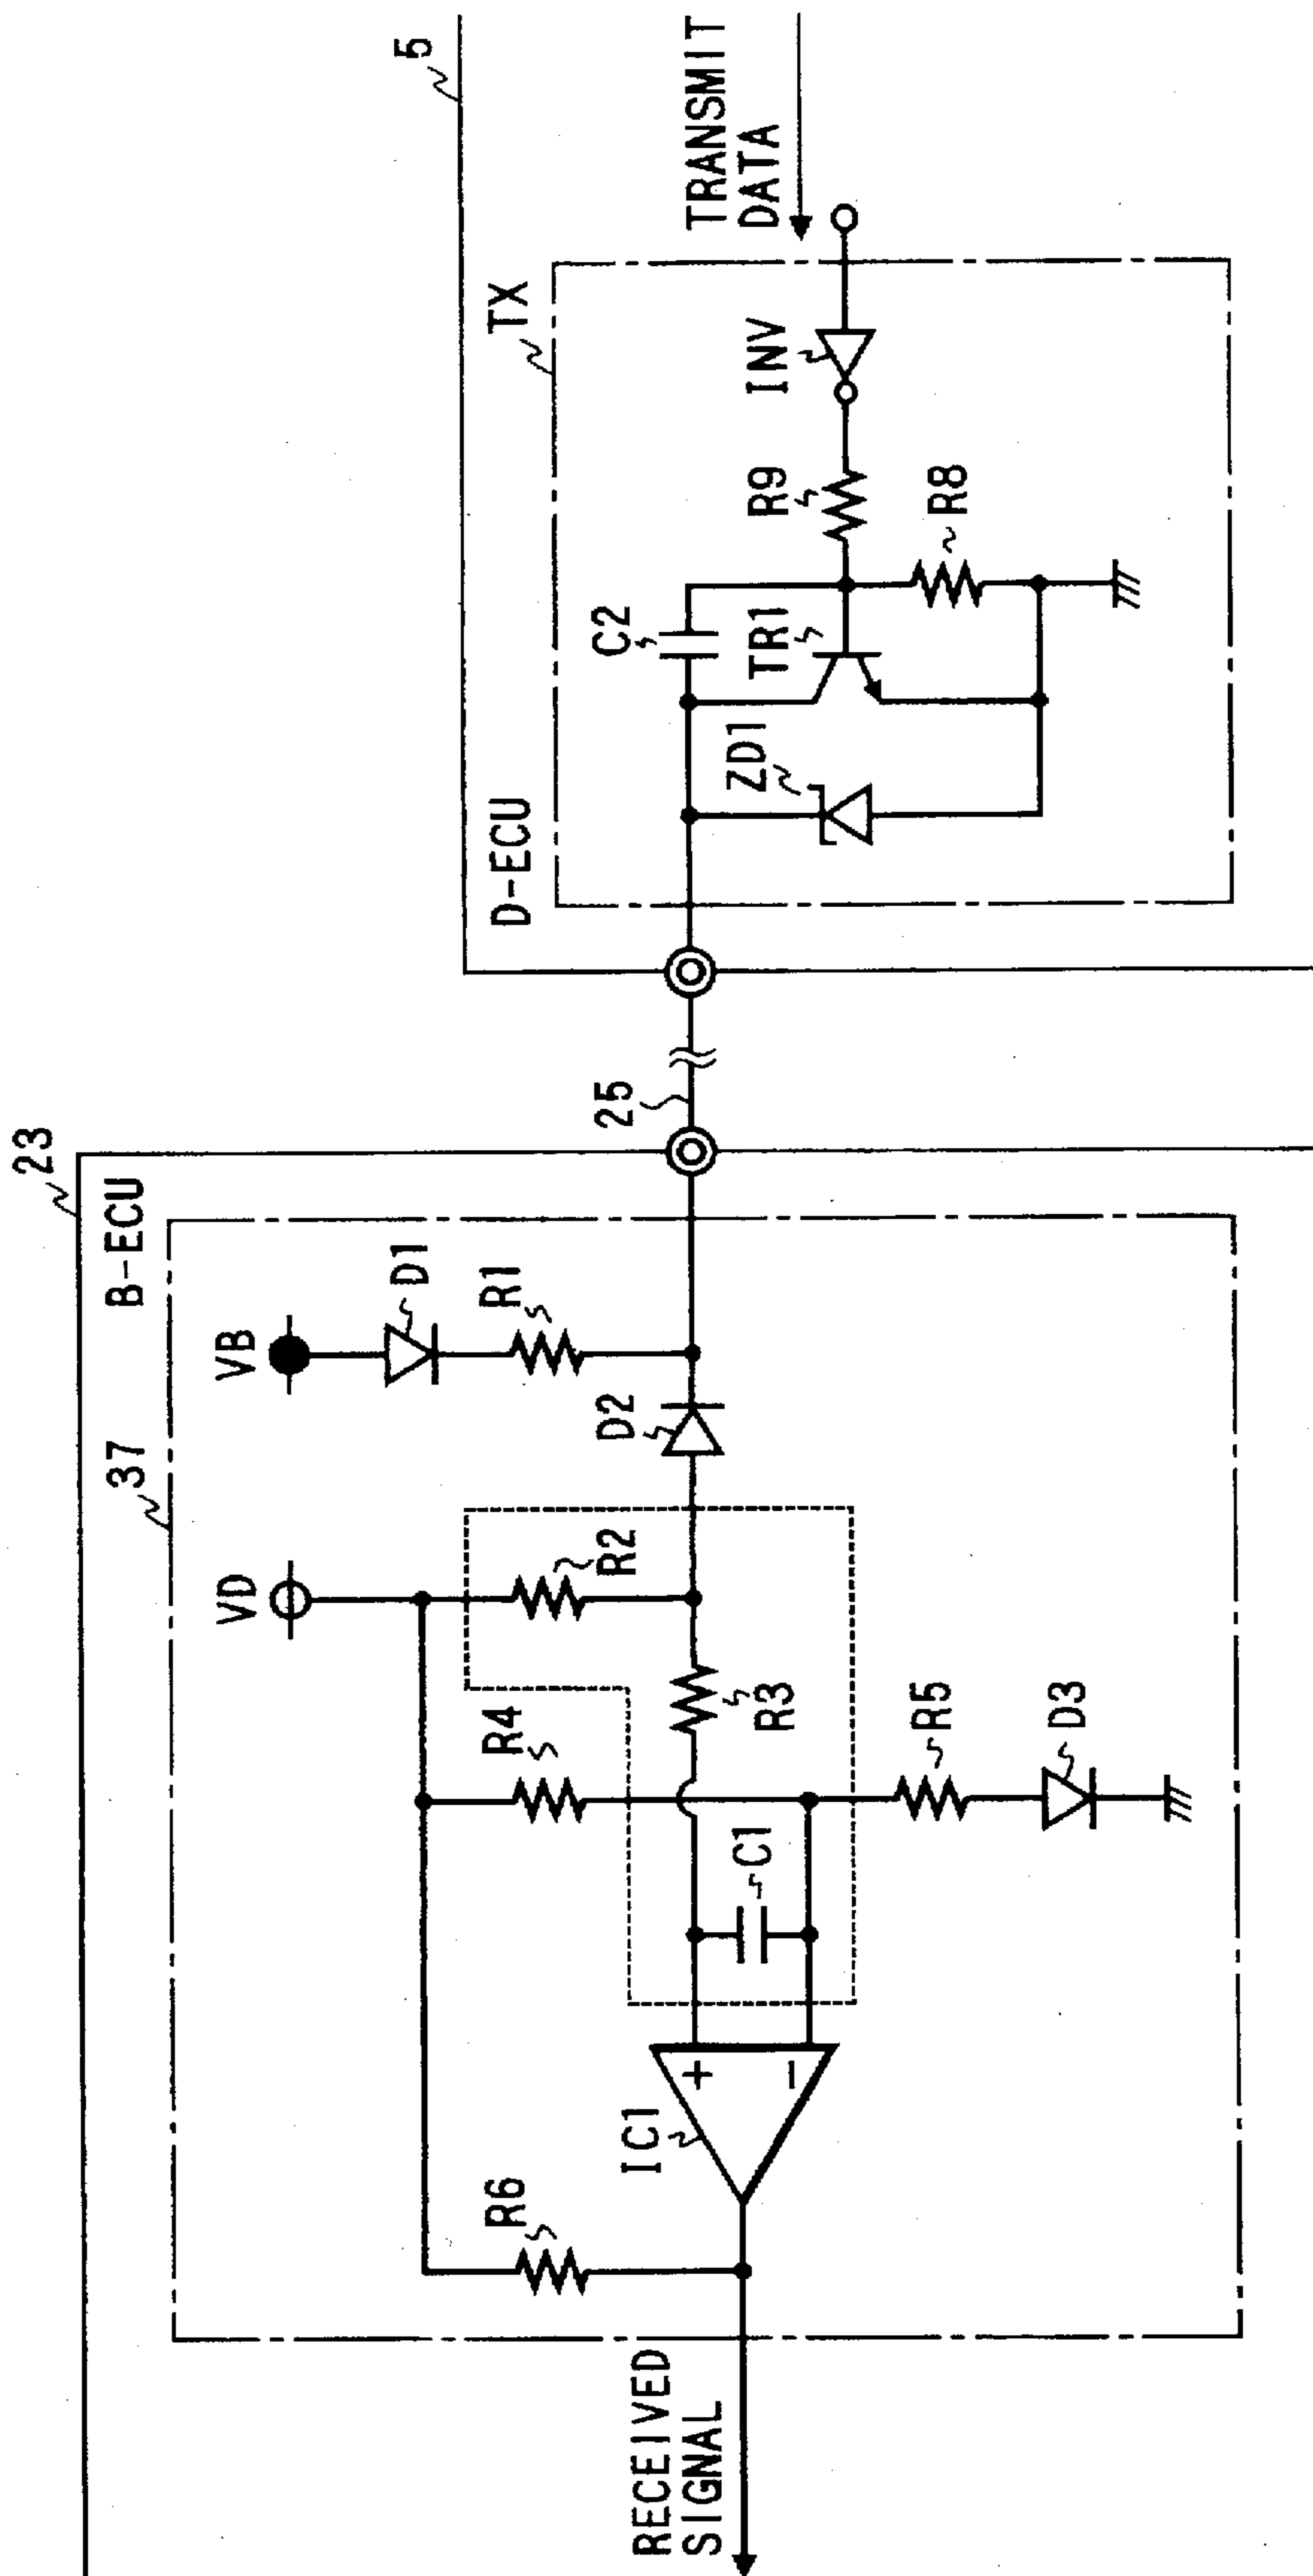 23
B-ECU
37
VB
D1
R1
VD
D2
R2
R4
R3
C1
R5
D3
R6
IC1
+
−
RECEIVED
SIGNAL
25
5
D-ECU
TX
C2
TR1
ZD1
R9
R8
INV
TRANSMIT
DATA